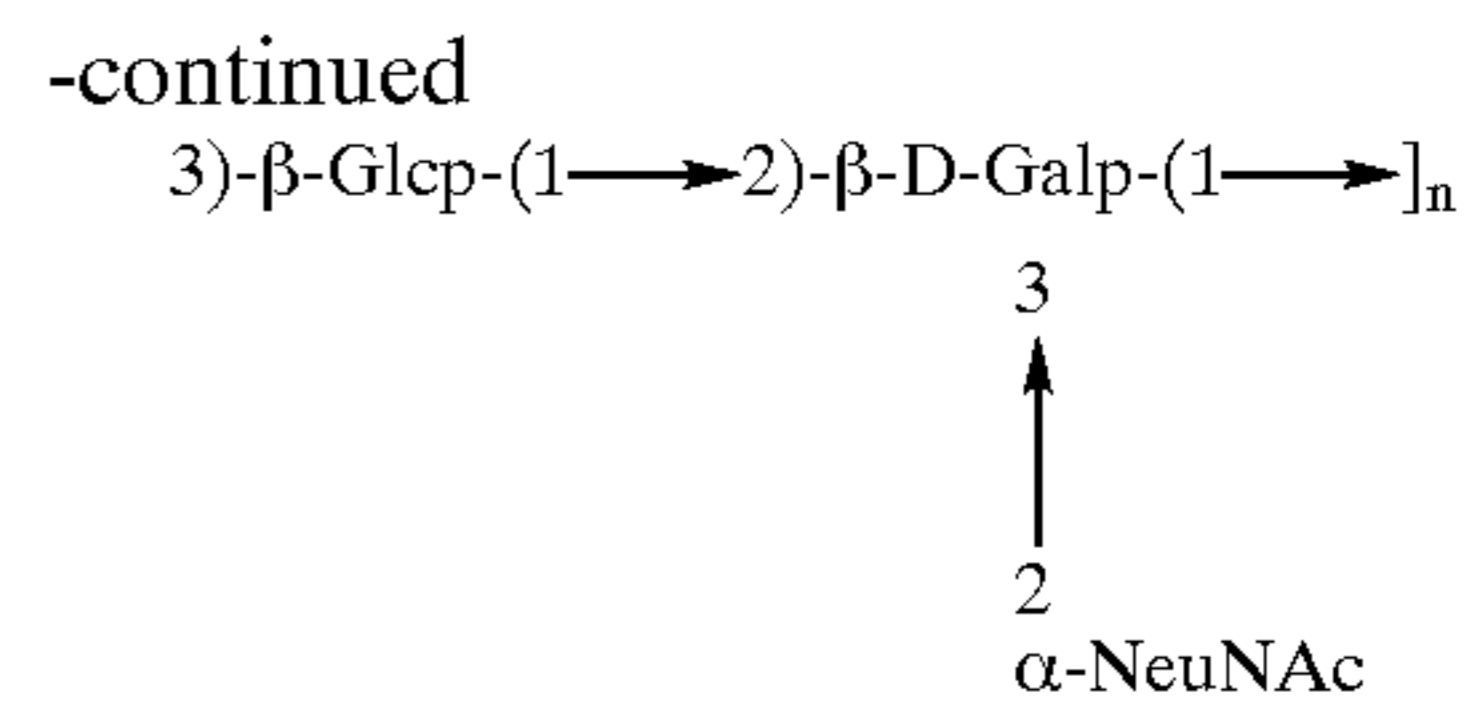 -continued
3)-β-Glcp-(1⟶2)-β-D-Galp-(1⟶]n
3
2
α-NeuNAc